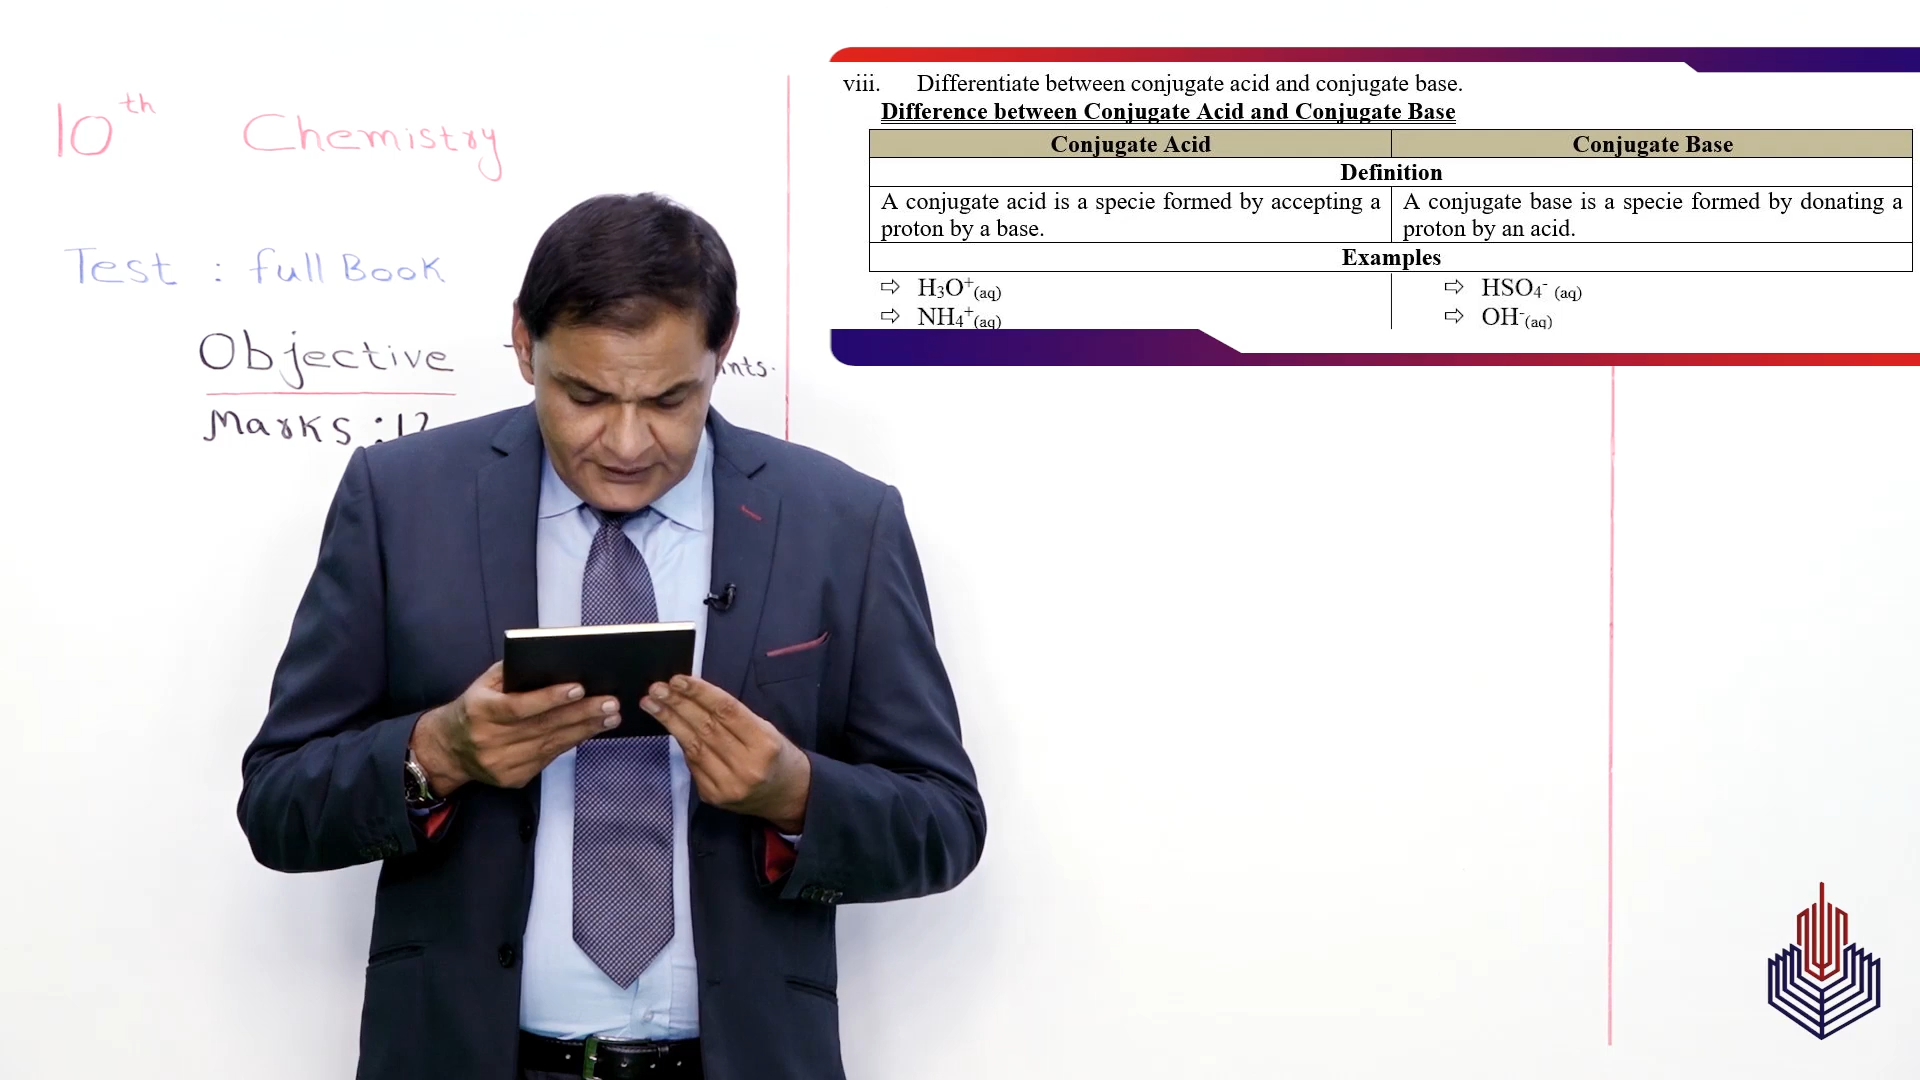 10th Chemistry
Test : full Book
Objective
nts.
Marks : 12
viii. Differentiate between conjugate acid and conjugate base.
Difference between Conjugate Acid and Conjugate Base
Conjugate Acid Conjugate Base
Definition
A conjugate acid is a specie formed by accepting a
proton by a base.
A conjugate base is a specie formed by donating a
proton by an acid.
Examples
⇨ H₃O⁺(aq) ⇨ HSO₄⁻ (aq)
⇨ NH₄⁺(aq) ⇨ OH⁻(aq)